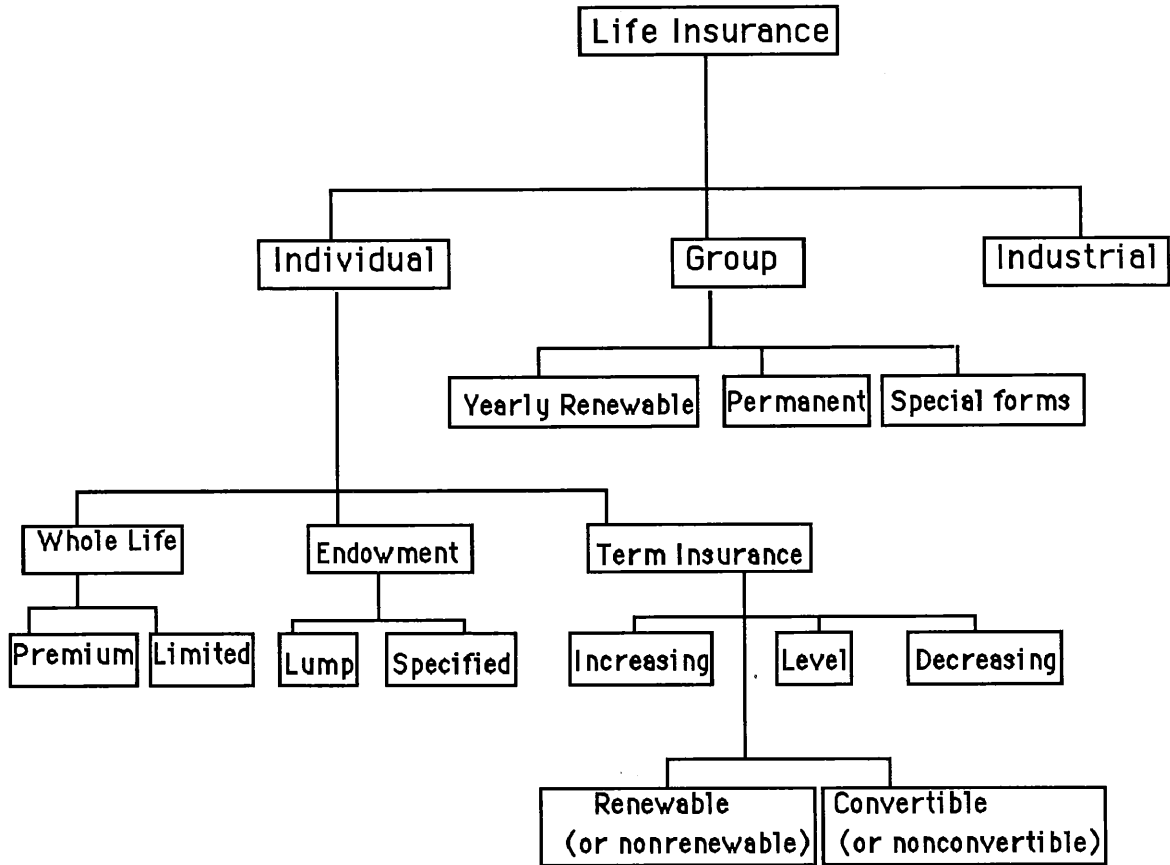 Life Insurance
Individual
Group
Industrial
Yearly Renewable
Permanent
Special forms
Whole Life
Endowment
Term Insurance
Premium
Limited
Lump
Specified
Increasing
Level
Decreasing
Renewable
(or nonrenewable)
Convertible
(or nonconvertible)